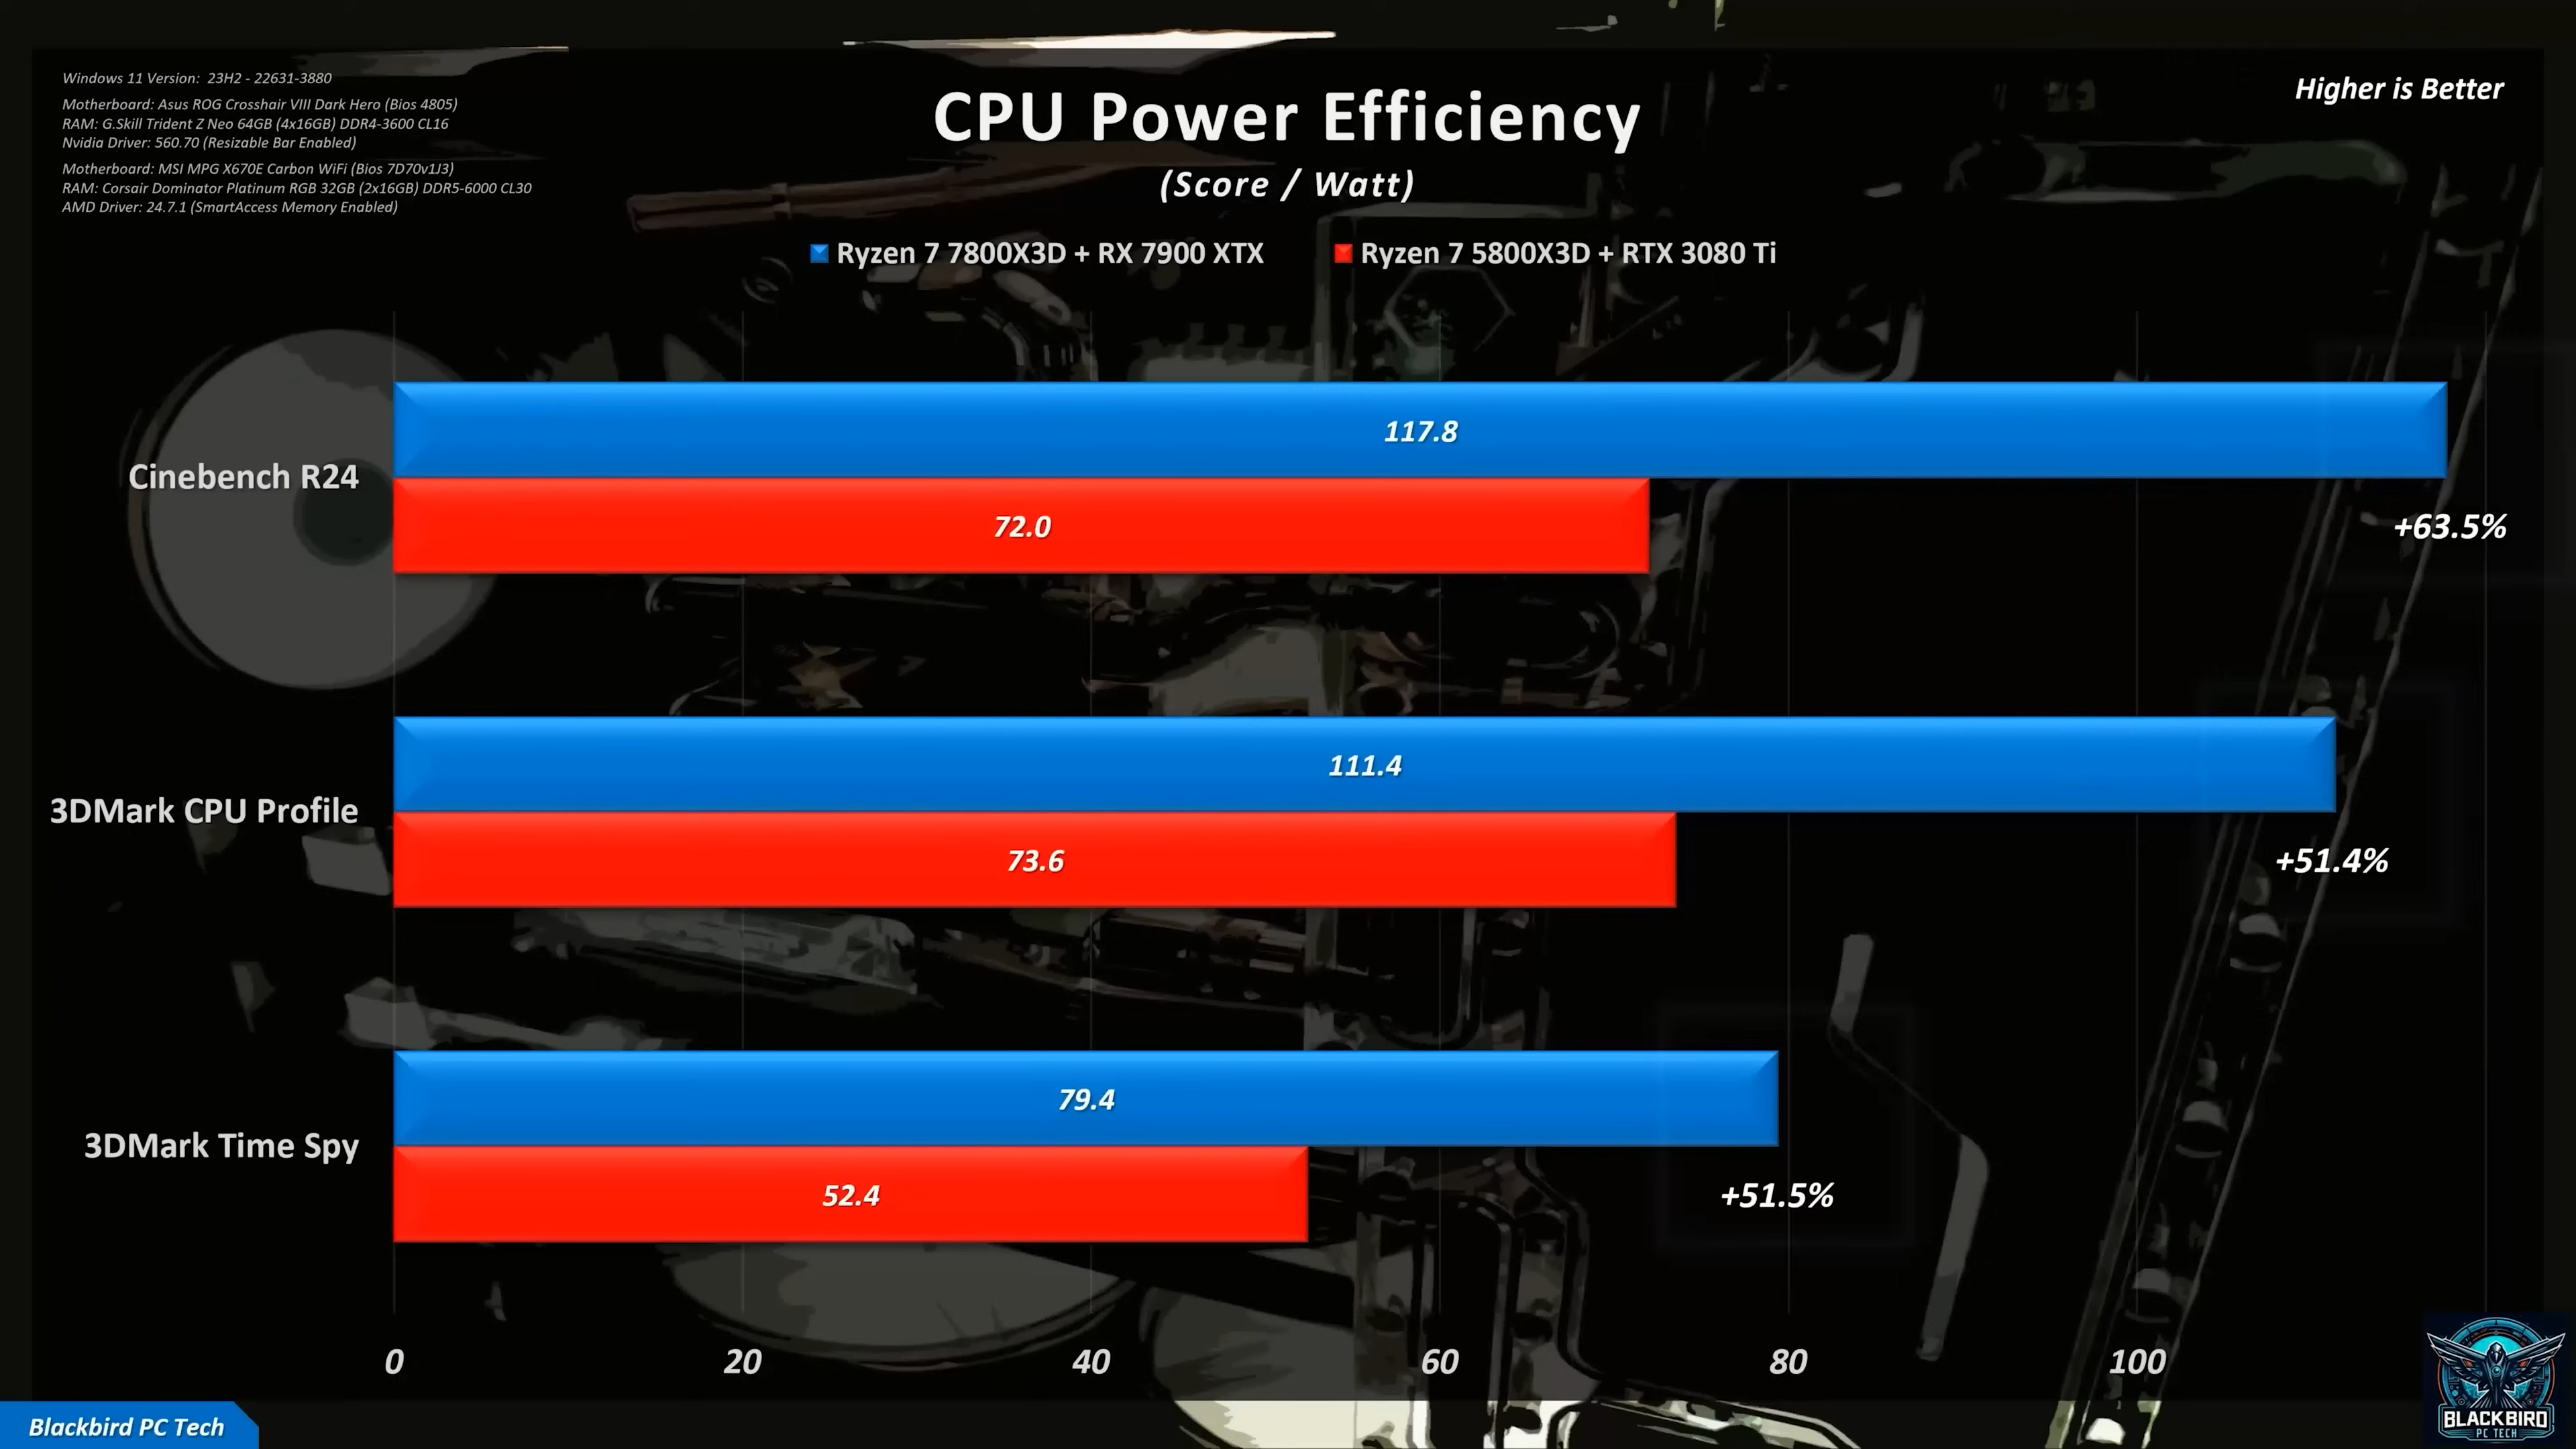 Windows 11 Version: 23H2 - 22631-3880
Motherboard: Asus ROG Crosshair VIII Dark Hero (Bios 4805)
RAM: G.Skill Trident Z Neo 64GB (4x16GB) DDR4-3600 CL16
Nvidia Driver: 560.70 (Resizable Bar Enabled)
Motherboard: MSI MPG X670E Carbon WiFi (Bios 7D70v1J3)
RAM: Corsair Dominator Platinum RGB 32GB (2x16GB) DDR5-6000 CL30
AMD Driver: 24.7.1 (SmartAccess Memory Enabled)
CPU Power Efficiency
(Score / Watt)
Higher is Better
Ryzen 7 7800X3D + RX 7900 XTX
Ryzen 7 5800X3D + RTX 3080 Ti
Cinebench R24
117.8
72.0
+63.5%
3DMark CPU Profile
111.4
73.6
+51.4%
3DMark Time Spy
79.4
52.4
+51.5%
0 20 40 60 80 100
Blackbird PC Tech
BLACKBIRD
PC TECH